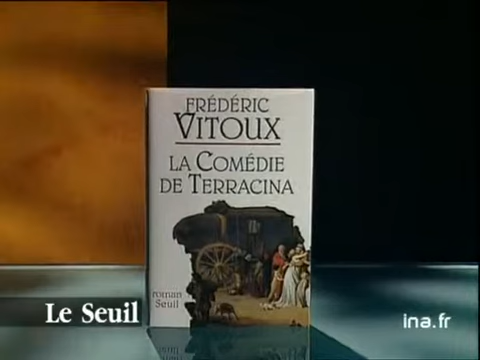 FRÉDÉRIC
VITOUX
LA COMÉDIE
DE TERRACINA
roman
Seuil
Le Seuil
ina.fr